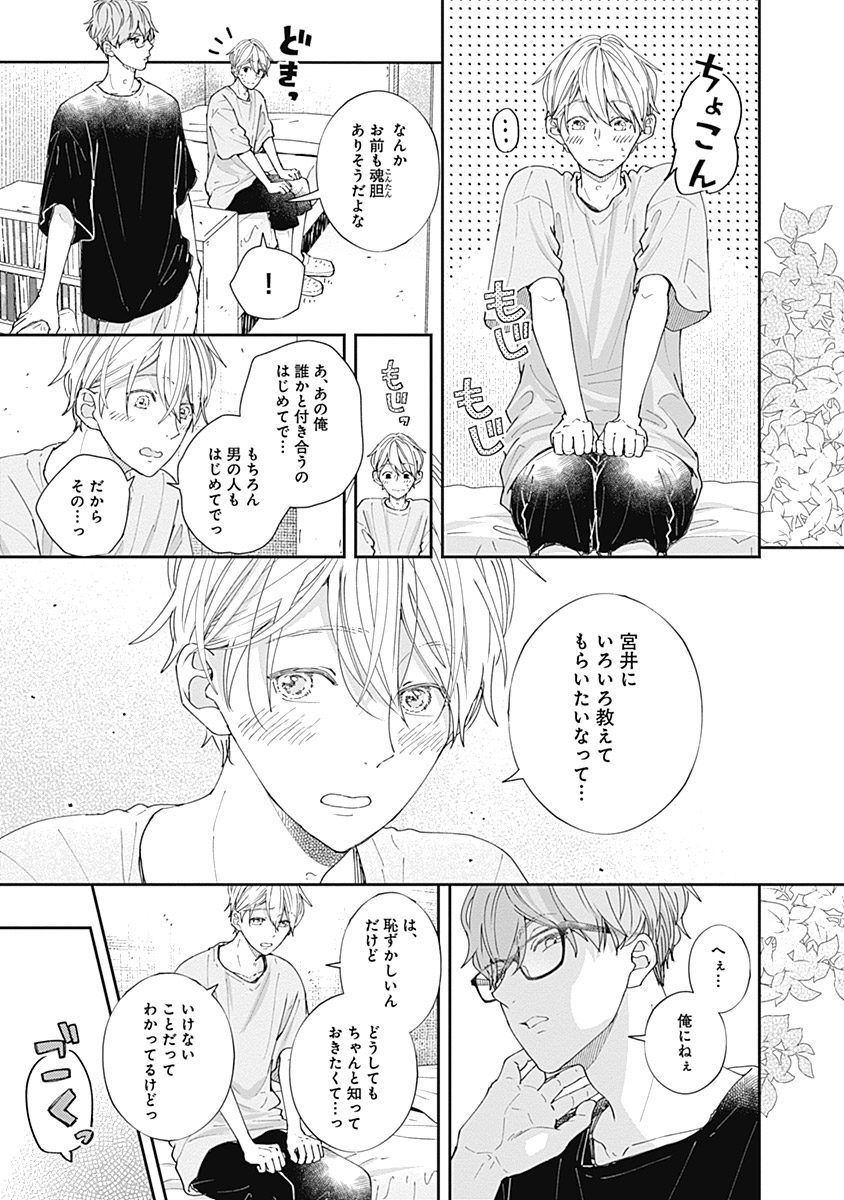 ちょこん
…
もじ
もじ
どきっ
なんか
お前も魂胆
こんたん
ありそうだよな
！
もじっ
あ、あの俺
誰かと付き合うの
はじめてで…
もちろん
男の人も
はじめてでっ
だから
その…っ
宮井に
いろいろ教えて
もらいたいなって…
へぇ…
俺にねぇ
は、
恥ずかしいん
だけど
どうしても
ちゃんと知って
おきたくて…っ
いけない
ことだって
わかってるけどっ
ごくっ